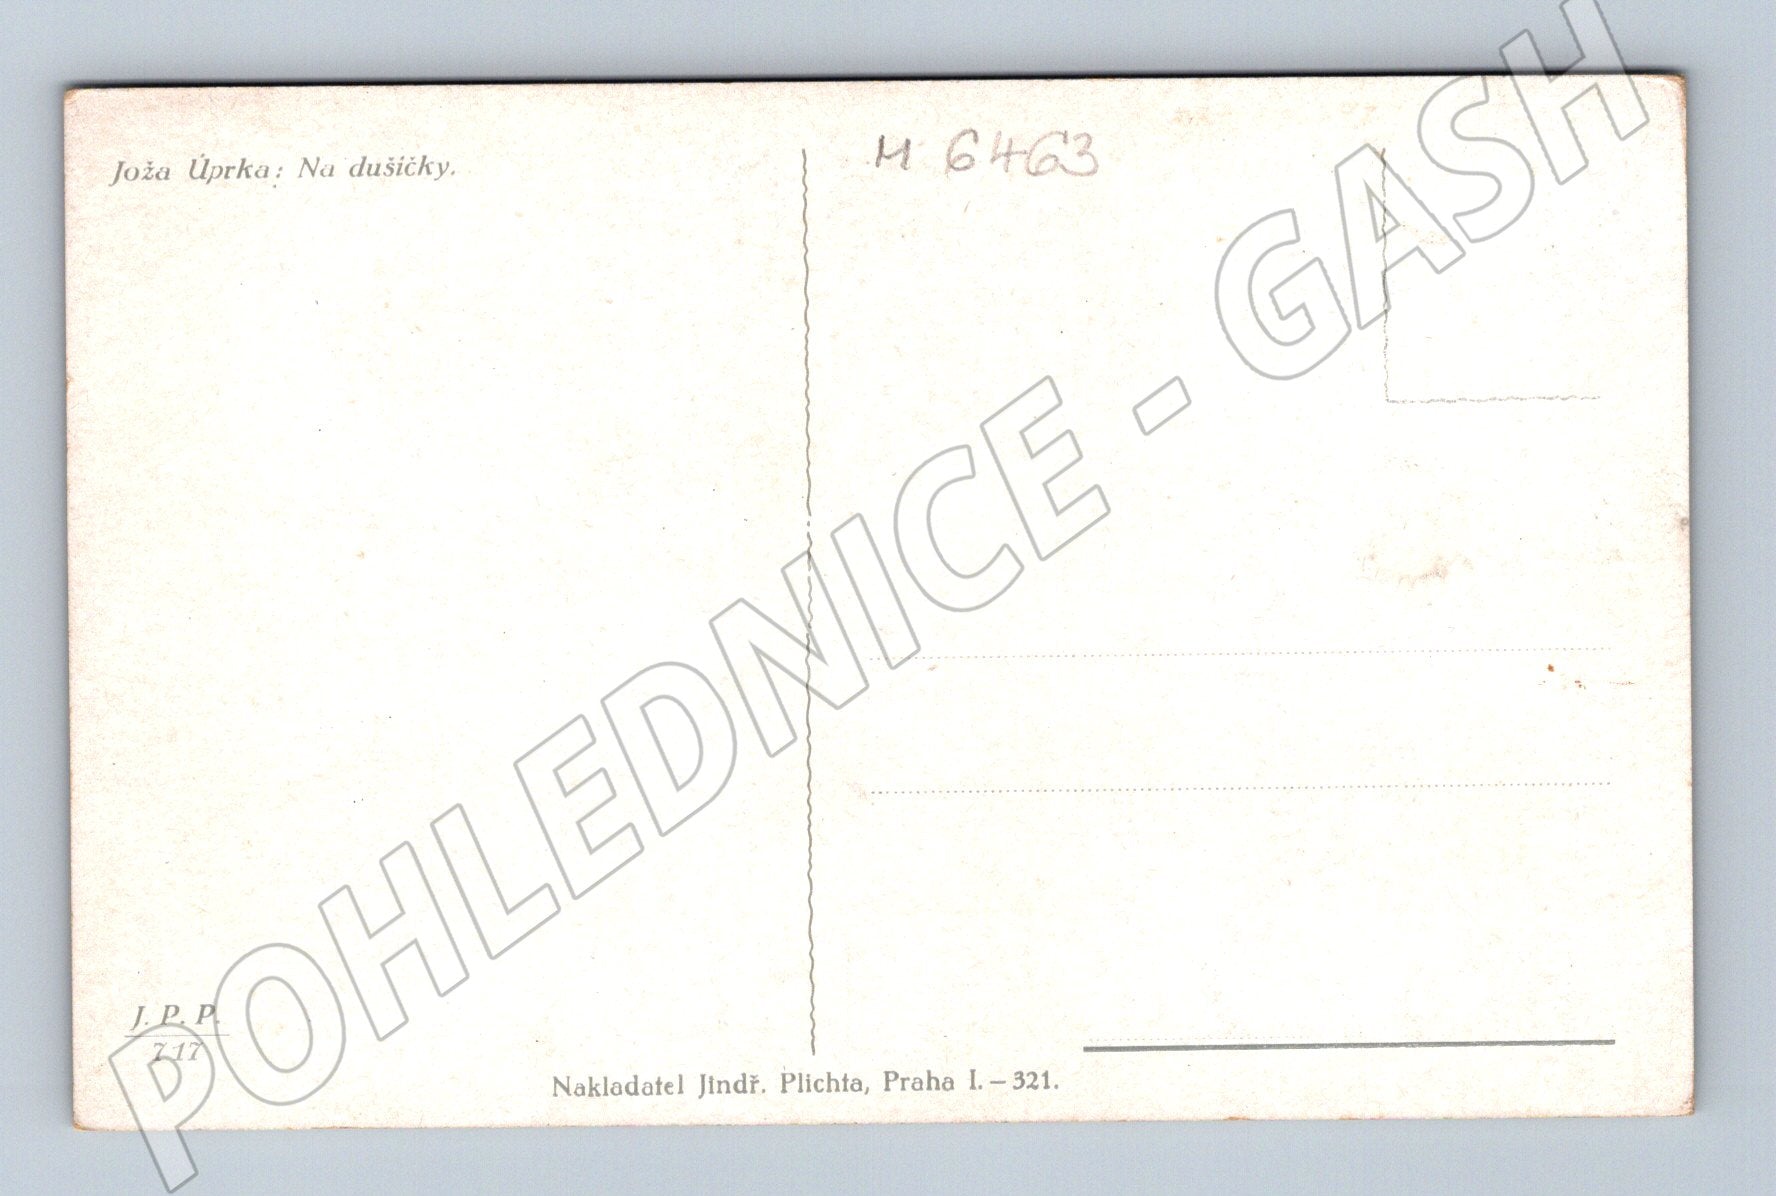 Joža Úprka: Na dušičky.
M 6463
J. P. P.
717
Nakladatel Jindř. Plichta, Praha I. – 321.
POHLEDNICE - GASH